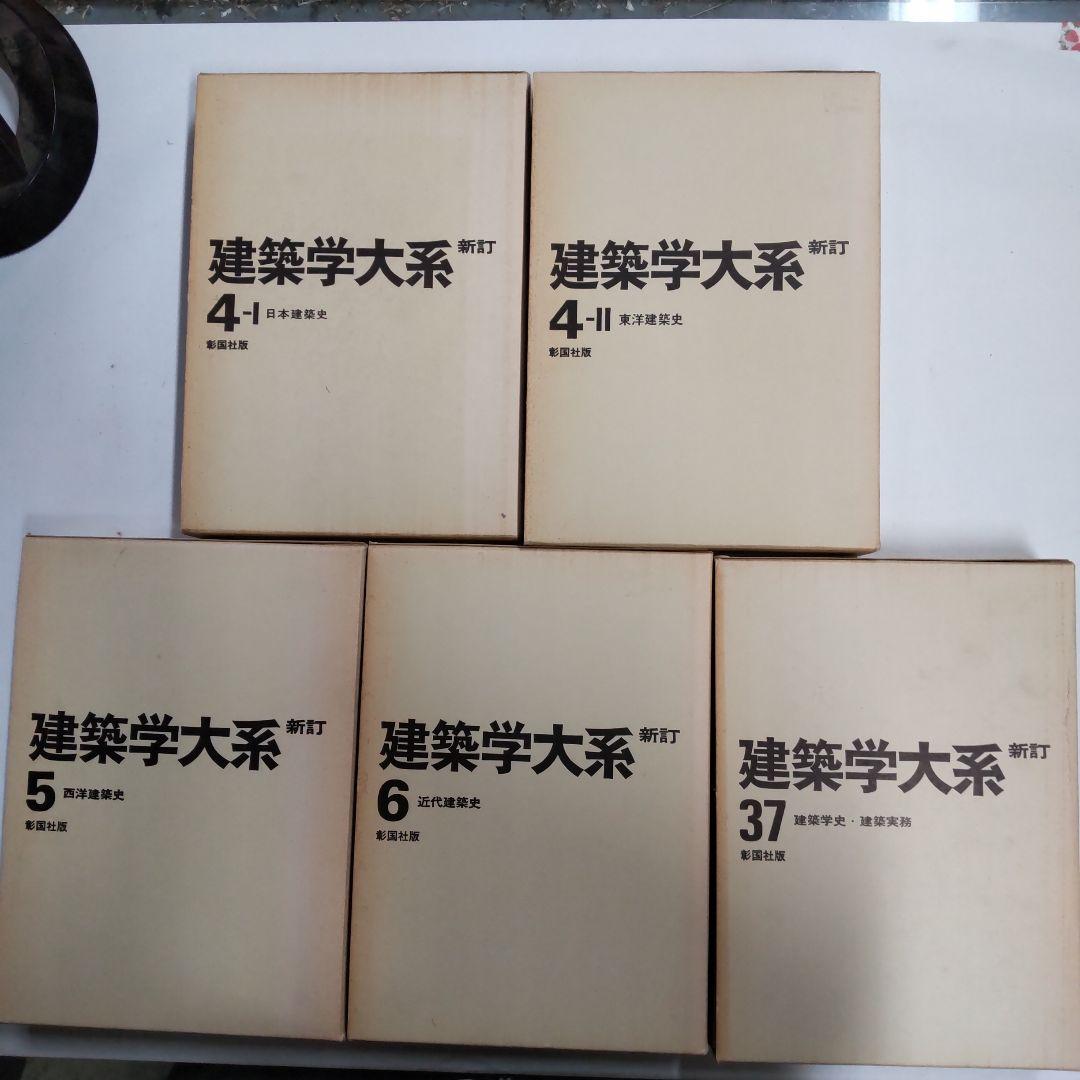 建築学大系 新訂
4-I 日本建築史
彰国社版
建築学大系 新訂
4-II 東洋建築史
彰国社版
建築学大系 新訂
5 西洋建築史
彰国社版
建築学大系 新訂
6 近代建築史
彰国社版
建築学大系 新訂
37 建築学史・建築実務
彰国社版